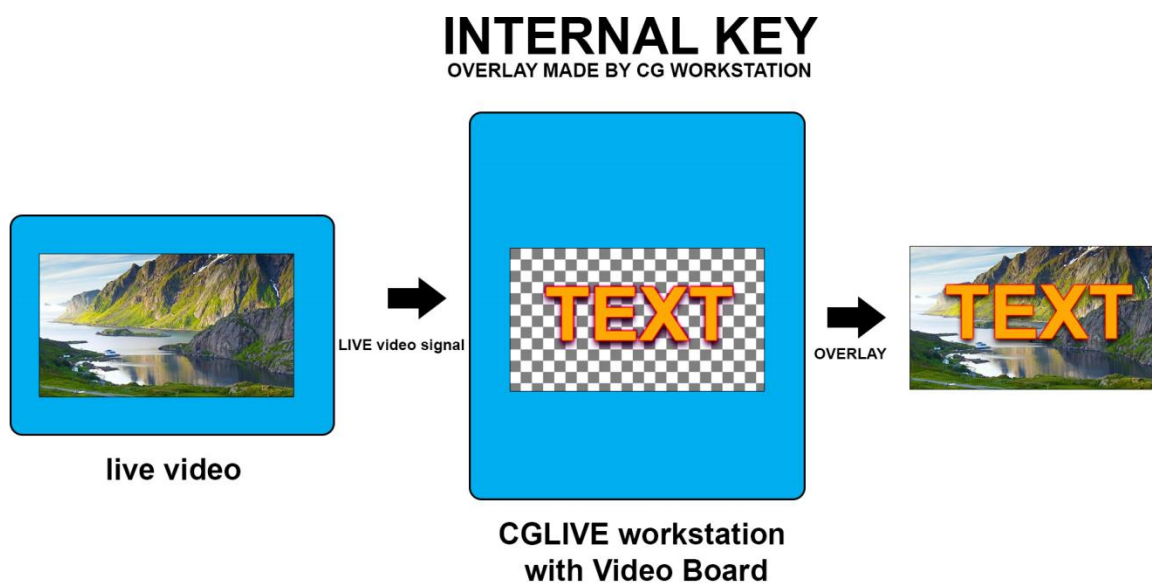 INTERNAL KEY
OVERLAY MADE BY CG WORKSTATION
LIVE video signal
TEXT
OVERLAY
TEXT
live video
CGLIVE workstation
with Video Board